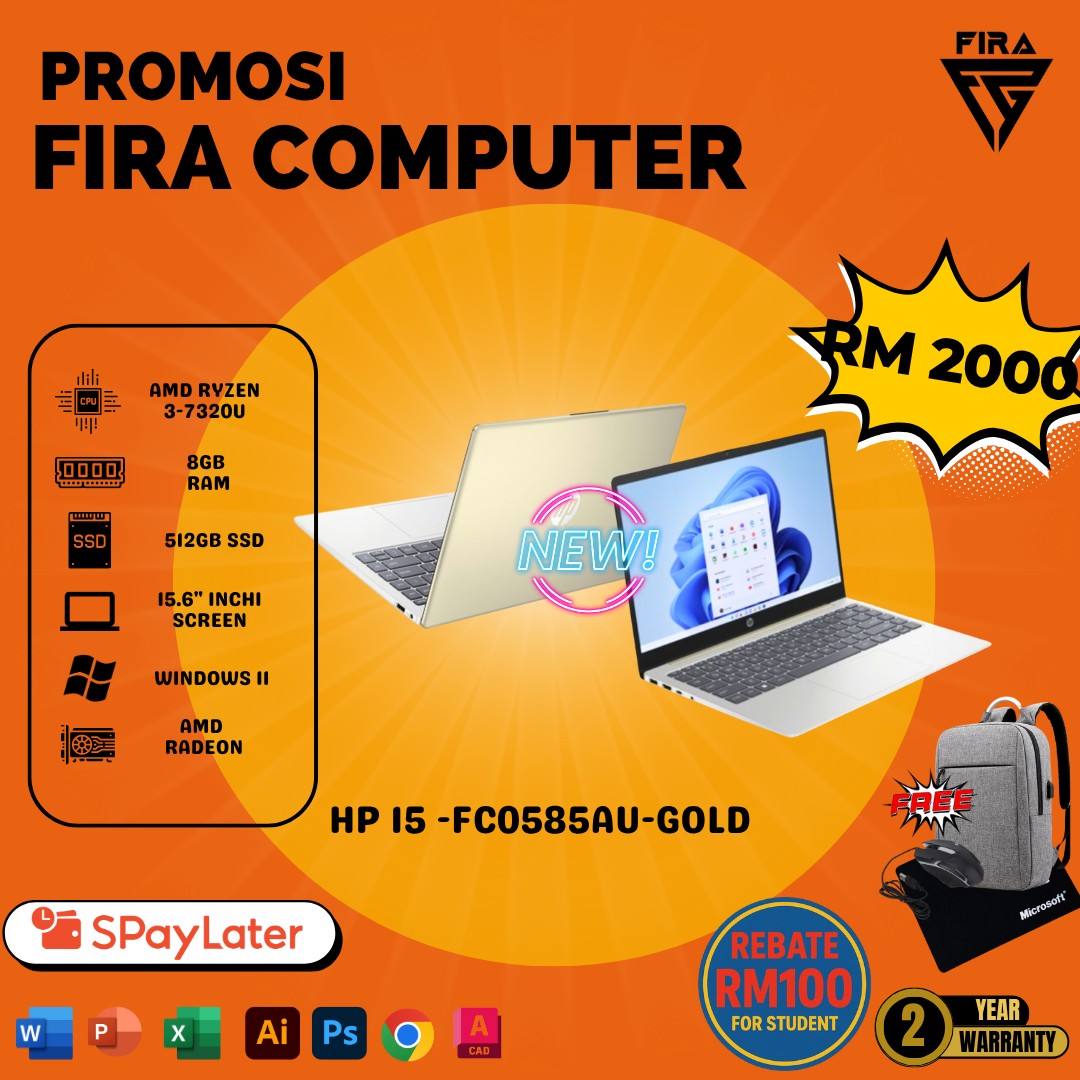 FIRA
PROMOSI
FIRA COMPUTER
RM 2000
CPU
AMD RYZEN
3-7320U
8GB
RAM
SSD
512GB SSD
15.6" INCHI
SCREEN
WINDOWS 11
AMD
RADEON
NEW!
HP 15 -FC0585AU-GOLD
FREE
Microsoft
SPayLater
REBATE
RM100
FOR STUDENT
2
YEAR
WARRANTY
W
P
X
Ai
Ps
A
CAD